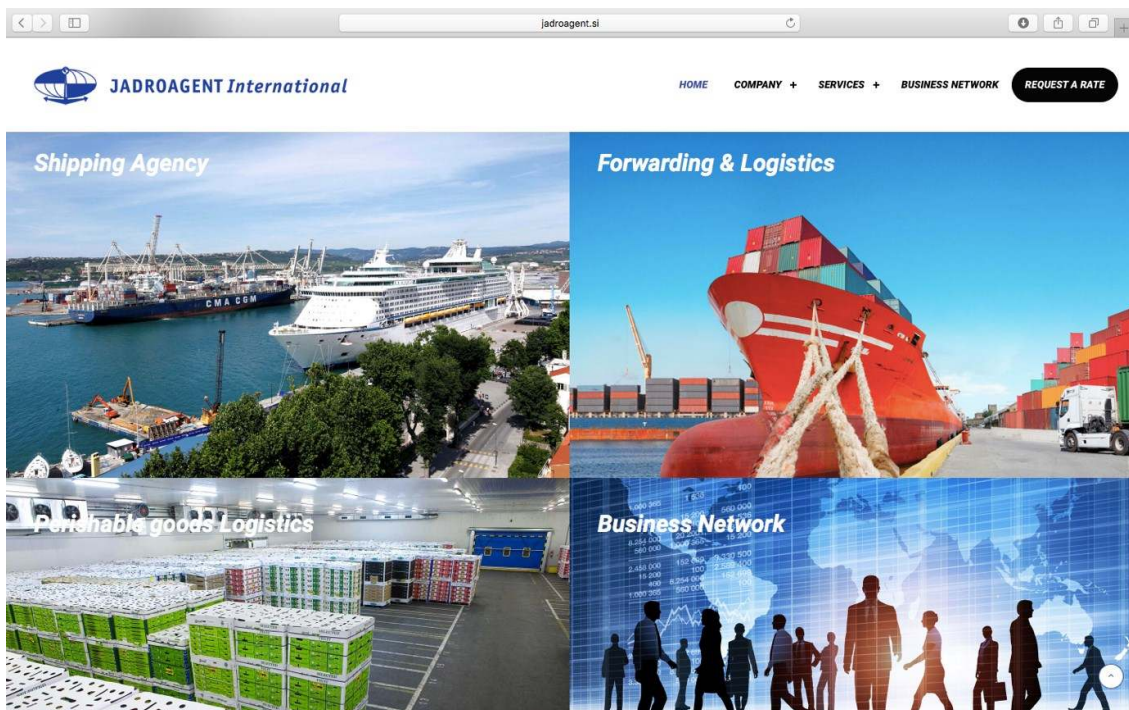 jadroagent.si
JADROAGENT International
HOME COMPANY + SERVICES + BUSINESS NETWORK REQUEST A RATE
Shipping Agency
Forwarding & Logistics
CMA CGM
Perishable goods Logistics
Business Network